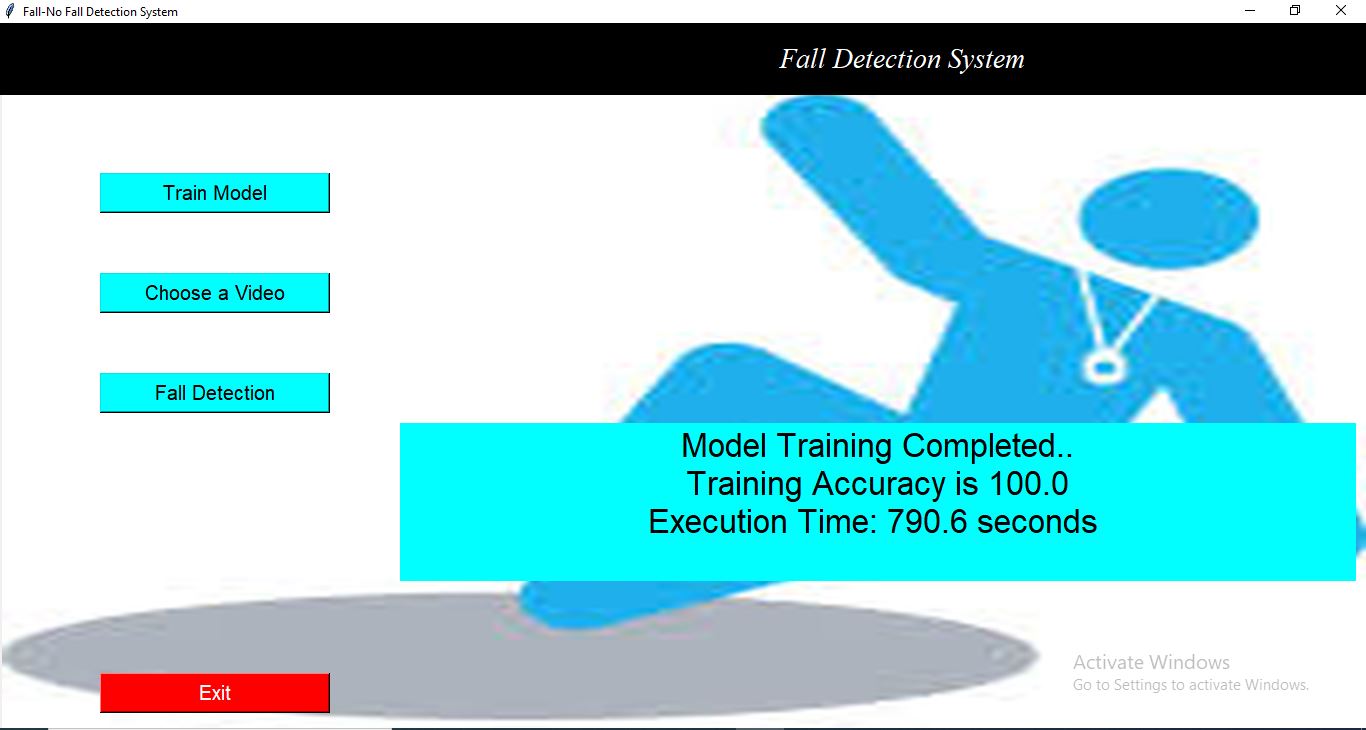 Fall-No Fall Detection System
Fall Detection System
Train Model
Choose a Video
Fall Detection
Model Training Completed..
Training Accuracy is 100.0
Execution Time: 790.6 seconds
Activate Windows
Go to Settings to activate Windows.
Exit